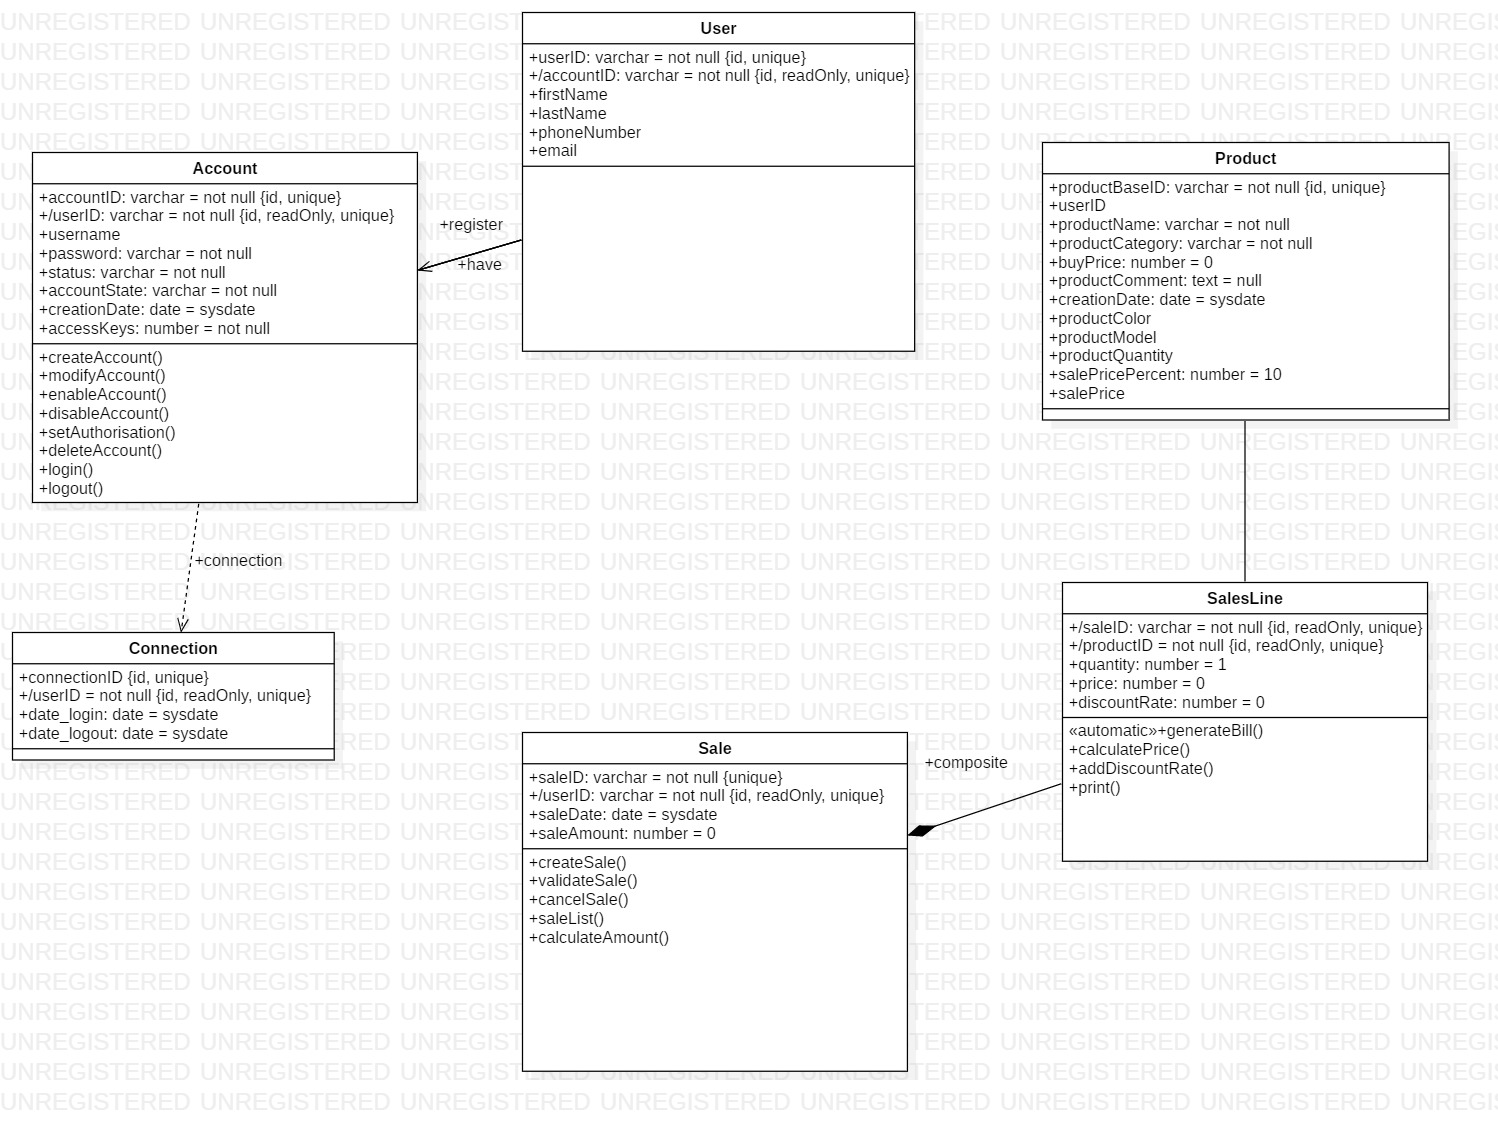 User
+userID: varchar = not null {id, unique}
+/accountID: varchar = not null {id, readOnly, unique}
+firstName
+lastName
+phoneNumber
+email
Account
+accountID: varchar = not null {id, unique}
+/userID: varchar = not null {id, readOnly, unique}
+username
+password: varchar = not null
+status: varchar = not null
+accountState: varchar = not null
+creationDate: date = sysdate
+accessKeys: number = not null
+createAccount()
+modifyAccount()
+enableAccount()
+disableAccount()
+setAuthorisation()
+deleteAccount()
+login()
+logout()
+register
+have
Product
+productBaseID: varchar = not null {id, unique}
+userID
+productName: varchar = not null
+productCategory: varchar = not null
+buyPrice: number = 0
+productComment: text = null
+creationDate: date = sysdate
+productColor
+productModel
+productQuantity
+salePricePercent: number = 10
+salePrice
+connection
Connection
+connectionID {id, unique}
+/userID = not null {id, readOnly, unique}
+date_login: date = sysdate
+date_logout: date = sysdate
SalesLine
+/saleID: varchar = not null {id, readOnly, unique}
+/productID = not null {id, readOnly, unique}
+quantity: number = 1
+price: number = 0
+discountRate: number = 0
«automatic»+generateBill()
+calculatePrice()
+addDiscountRate()
+print()
Sale
+saleID: varchar = not null {unique}
+/userID: varchar = not null {id, readOnly, unique}
+saleDate: date = sysdate
+saleAmount: number = 0
+createSale()
+validateSale()
+cancelSale()
+saleList()
+calculateAmount()
+composite
UNREGISTERED